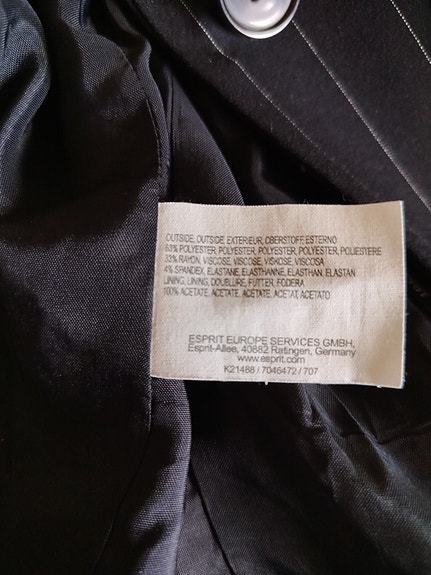 OUTSIDE, OUTSIDE EXTERIEUR, OBERSTOFF, ESTERNO
63% POLYESTER, POLYESTER, POLYESTER, POLYESTER, POLIESTERE
33% RAYON, VISCOSE, VISCOSE, VISKOSE, VISCOSA
4% SPANDEX, ELASTANE, ELASTHANNE, ELASTHAN, ELASTAN
LINING, LINING, DOUBLURE, FUTTER, FODERA
100% ACETATE, ACETATE, ACETATE, ACETAT, ACETATO
ESPRIT EUROPE SERVICES GMBH,
Esprit-Allee, 40882 Ratingen, Germany
www.esprit.com
K21488 / 7046472 / 707